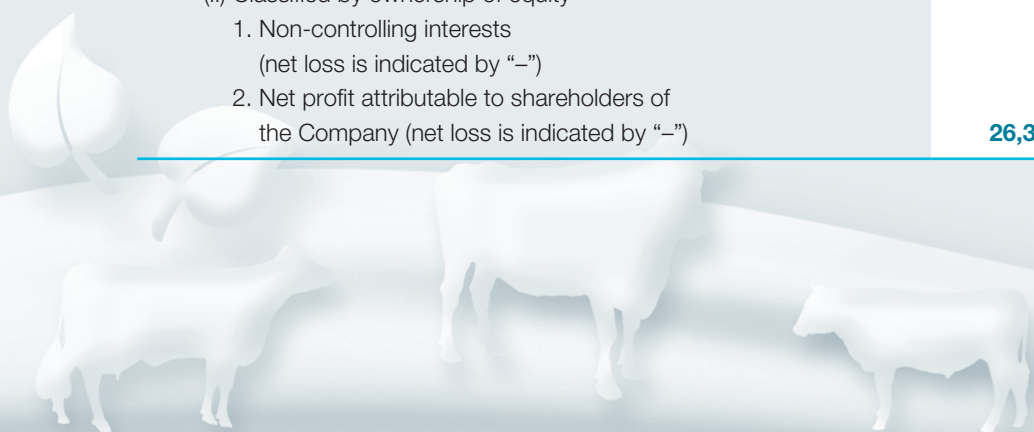 (ii) Classified by ownership of equity
1. Non-controlling interests
(net loss is indicated by “–”)
2. Net profit attributable to shareholders of
the Company (net loss is indicated by “–”) 26,3